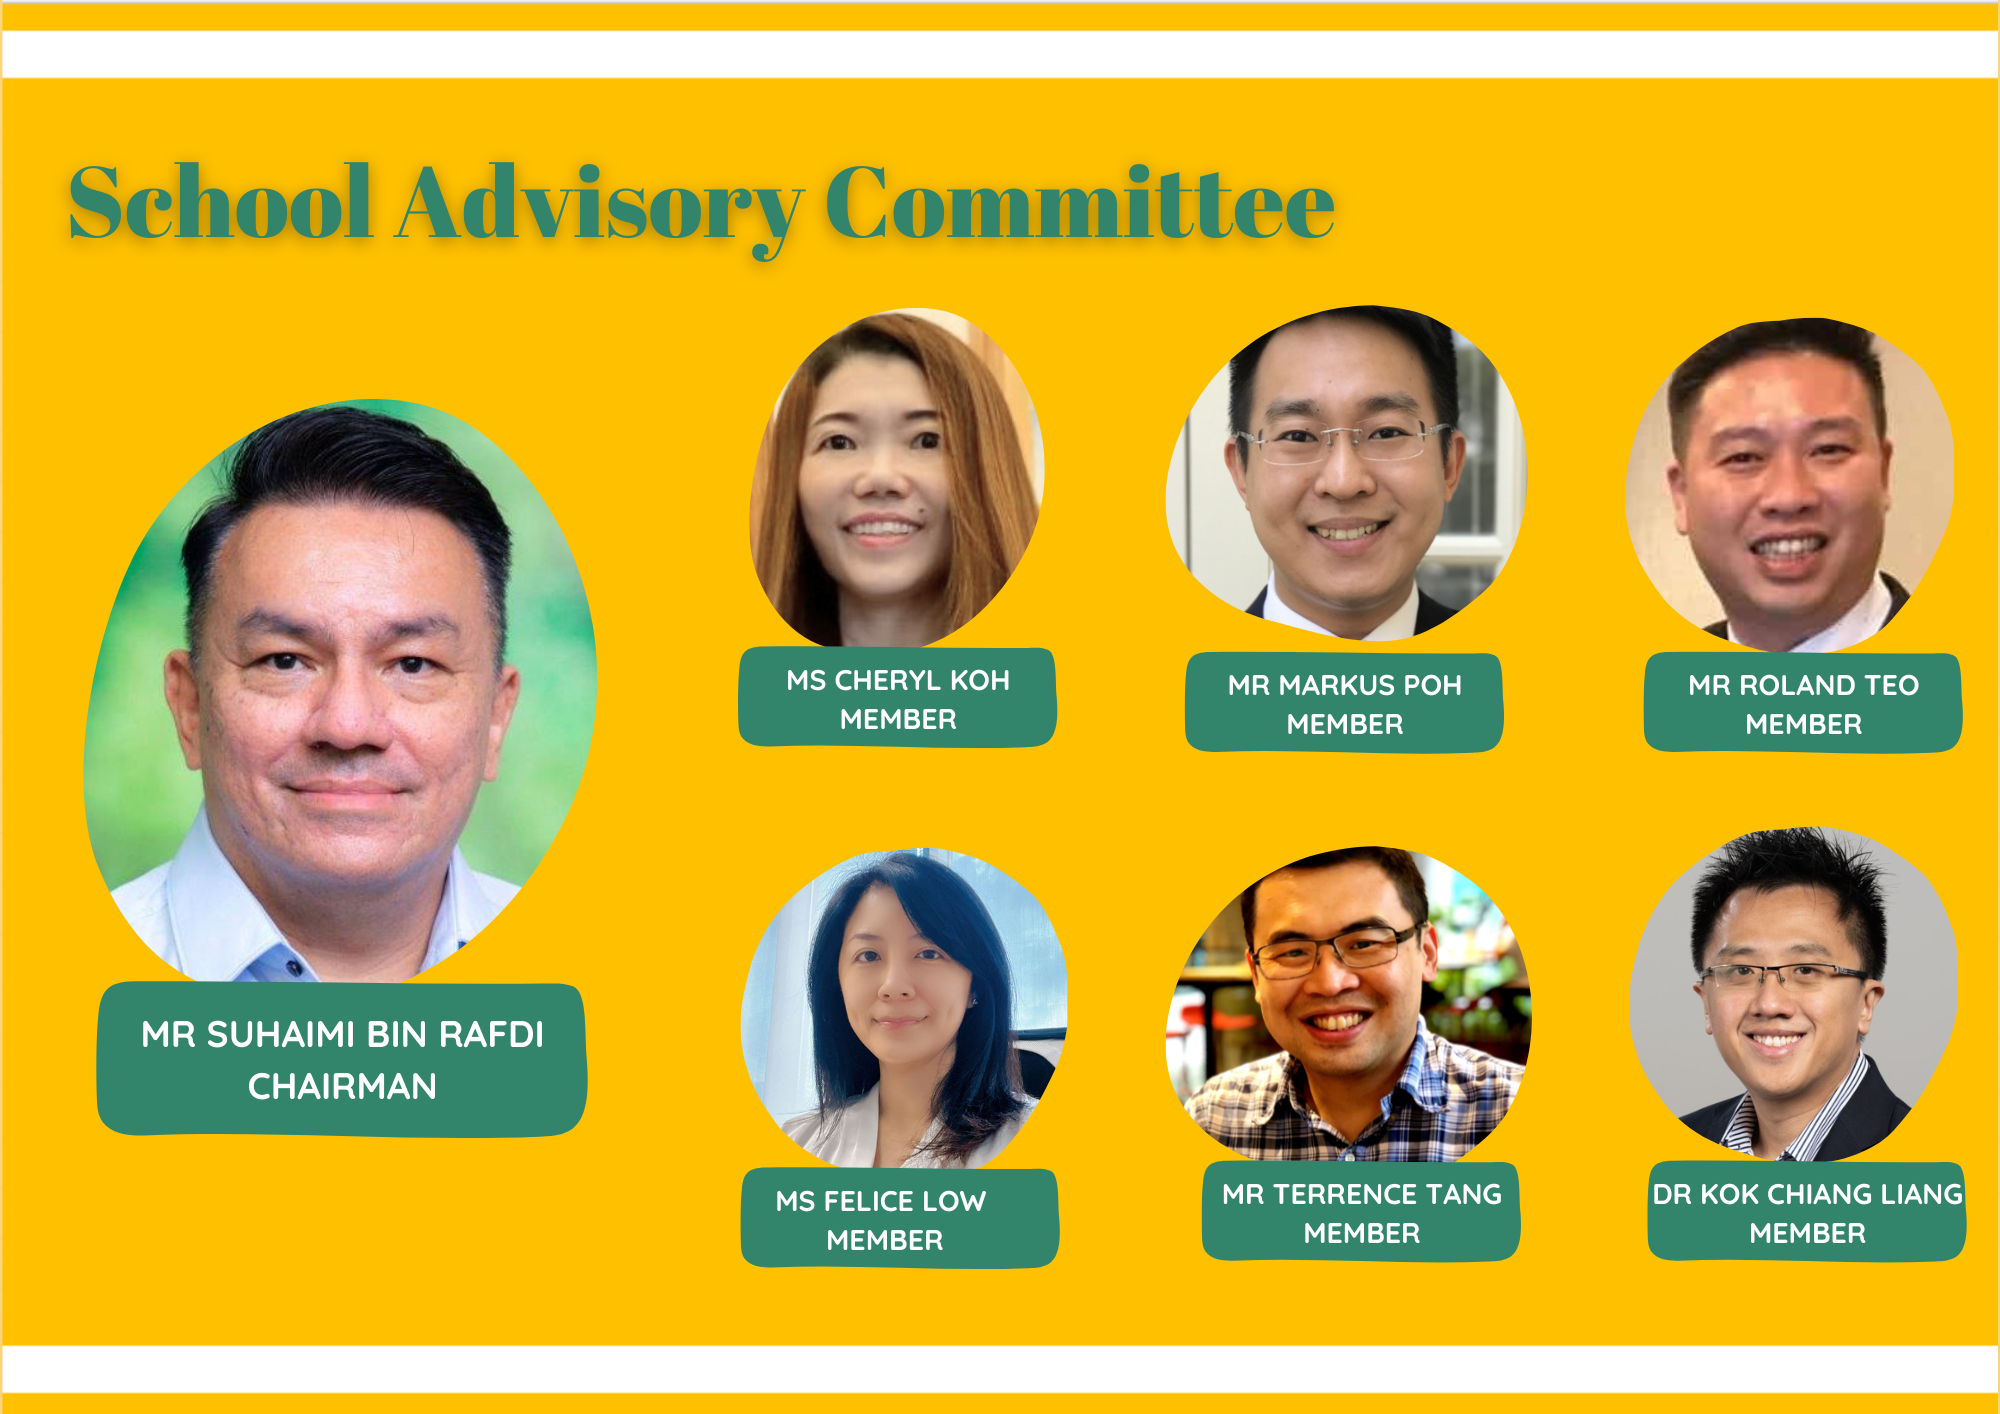 School Advisory Committee
MS CHERYL KOH
MEMBER
MR MARKUS POH
MEMBER
MR ROLAND TEO
MEMBER
MR SUHAIMI BIN RAFDI
CHAIRMAN
MS FELICE LOW
MEMBER
MR TERRENCE TANG
MEMBER
DR KOK CHIANG LIANG
MEMBER